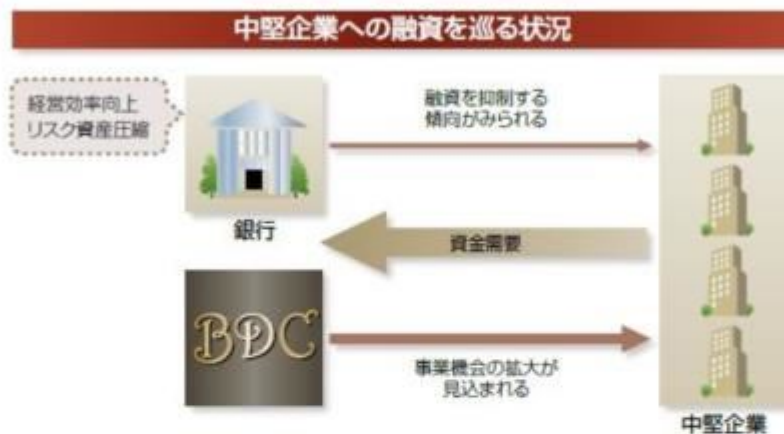 中堅企業への融資を巡る状況
経営効率向上
リスク資産圧縮
融資を抑制する
傾向がみられる
銀行
資金需要
BDC
事業機会の拡大が
見込まれる
中堅企業